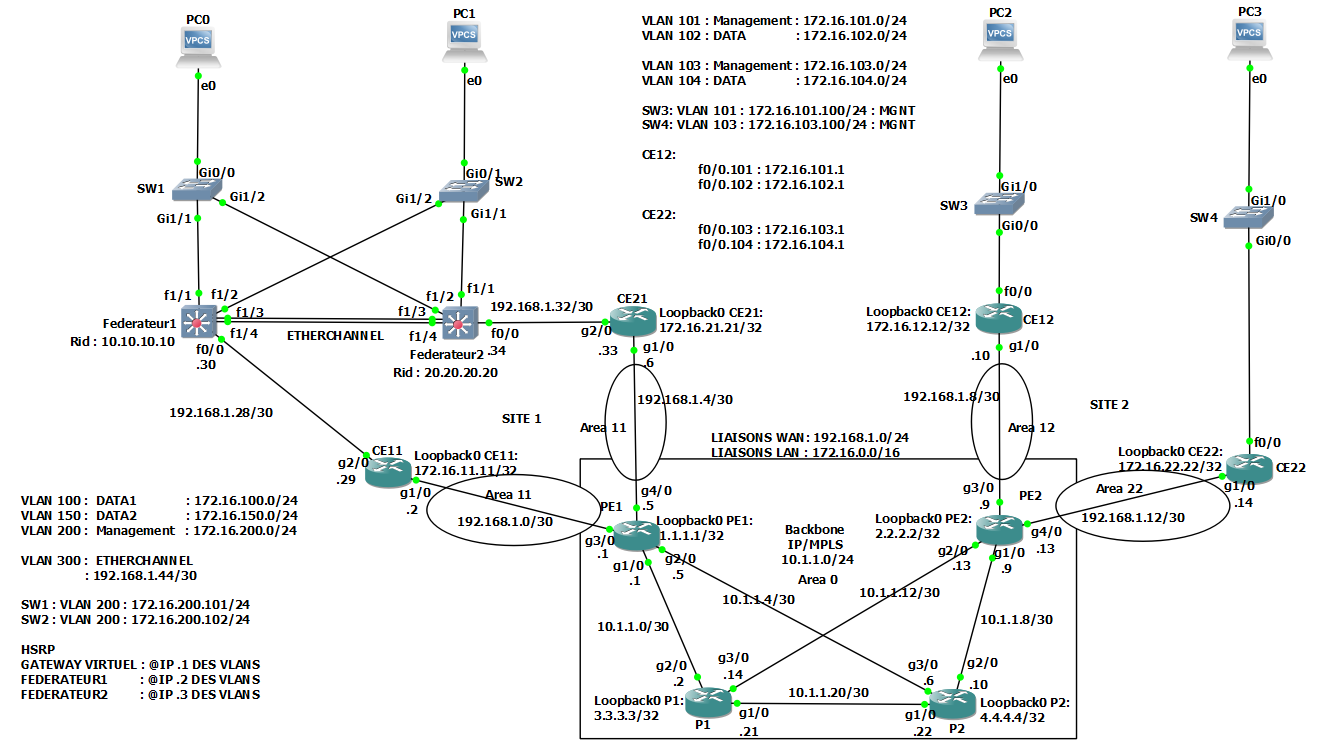 PC0
PC1
PC2
PC3
VPCS
VPCS
VPCS
VPCS
e0
e0
e0
e0
VLAN 101 : Management : 172.16.101.0/24
VLAN 102 : DATA : 172.16.102.0/24
VLAN 103 : Management : 172.16.103.0/24
VLAN 104 : DATA : 172.16.104.0/24
SW3: VLAN 101 : 172.16.101.100/24 : MGNT
SW4: VLAN 103 : 172.16.103.100/24 : MGNT
CE12:
f0/0.101 : 172.16.101.1
f0/0.102 : 172.16.102.1
CE22:
f0/0.103 : 172.16.103.1
f0/0.104 : 172.16.104.1
Gi0/0
SW1
Gi1/2
Gi1/1
Gi0/1
SW2
Gi1/2
Gi1/1
Gi1/0
SW3
Gi0/0
Gi1/0
SW4
Gi0/0
f1/1
f1/2
f1/3
f1/4
Federateur1
Rid : 10.10.10.10
f0/0
.30
ETHERCHANNEL
f1/1
f1/2
f1/3
f1/4
f0/0
.34
Federateur2
Rid : 20.20.20.20
192.168.1.32/30
CE21
g2/0
.33
g1/0
.6
Loopback0 CE21:
172.16.21.21/32
f0/0
Loopback0 CE12:
172.16.12.12/32
CE12
g1/0
.10
192.168.1.28/30
SITE 1
192.168.1.4/30
Area 11
192.168.1.8/30
Area 12
SITE 2
LIAISONS WAN: 192.168.1.0/24
LIAISONS LAN : 172.16.0.0/16
CE11
g2/0
.29
Loopback0 CE11:
172.16.11.11/32
g1/0
.2
Area 11
192.168.1.0/30
f0/0
Loopback0 CE22:
172.16.22.22/32
CE22
g1/0
.14
Area 22
192.168.1.12/30
VLAN 100 : DATA1 : 172.16.100.0/24
VLAN 150 : DATA2 : 172.16.150.0/24
VLAN 200 : Management : 172.16.200.0/24
VLAN 300 : ETHERCHANNEL
: 192.168.1.44/30
SW1 : VLAN 200 : 172.16.200.101/24
SW2 : VLAN 200 : 172.16.200.102/24
HSRP
GATEWAY VIRTUEL : @IP .1 DES VLANS
FEDERATEUR1 : @IP .2 DES VLANS
FEDERATEUR2 : @IP .3 DES VLANS
PE1
g4/0
.5
g3/0
.1
Loopback0 PE1:
1.1.1.1/32
g2/0
.5
g1/0
.1
Backbone
IP/MPLS
10.1.1.0/24
Area 0
g3/0
.9
PE2
Loopback0 PE2:
2.2.2.2/32
g4/0
.13
g2/0
.13
g1/0
.9
10.1.1.4/30
10.1.1.12/30
10.1.1.0/30
10.1.1.8/30
g2/0
.2
g3/0
.14
Loopback0 P1:
3.3.3.3/32
g1/0
.21
P1
10.1.1.20/30
g3/0
.6
g2/0
.10
g1/0
.22
P2
Loopback0 P2:
4.4.4.4/32